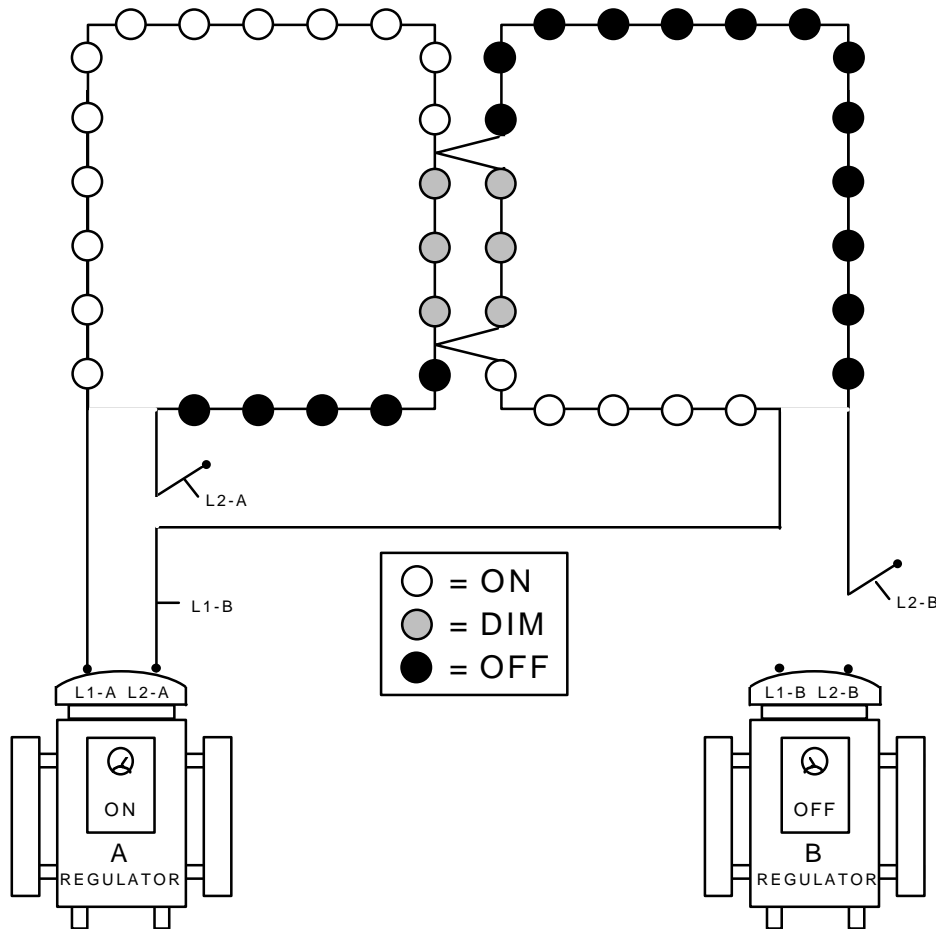 L2-A
L1-B
= ON
= DIM
= OFF
L2-B
L1-A L2-A
ON
A
REGULATOR
L1-B L2-B
OFF
B
REGULATOR